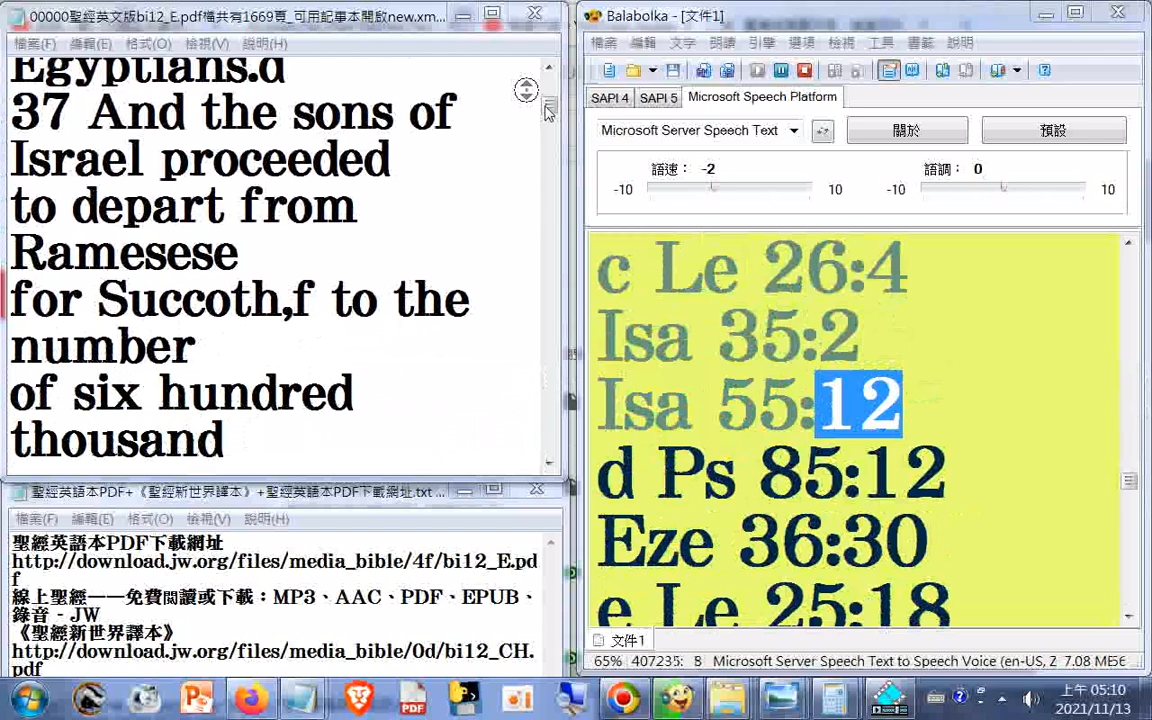 00000聖經英文版bi12_E.pdf檔共有1669頁_可用記事本開啟new.xm...
檔案(F) 編輯(E) 格式(O) 檢視(V) 說明(H)
Egyptians.d
37 And the sons of
Israel proceeded
to depart from
Ramesese
for Succoth,f to the
number
of six hundred
thousand
聖經英語本PDF+《聖經新世界譯本》+聖經英語本PDF下載網址.txt ...
檔案(F) 編輯(E) 格式(O) 檢視(V) 說明(H)
聖經英語本PDF下載網址
http://download.jw.org/files/media_bible/4f/bi12_E.pd
f
線上聖經——免費閱讀或下載：MP3、AAC、PDF、EPUB、
錄音 - JW
《聖經新世界譯本》
http://download.jw.org/files/media_bible/0d/bi12_CH.
pdf
Balabolka - [文件1]
檔案 編輯 文字 朗讀 引擎 選項 檢視 工具 書籤 說明
SAPI 4 SAPI 5 Microsoft Speech Platform
Microsoft Server Speech Text 關於 預設
語速： -2 語調： 0
-10 10 -10 10
c Le 26:4
Isa 35:2
Isa 55:12
d Ps 85:12
Eze 36:30
e Le 25:18
文件1
65% 407235: 8 Microsoft Server Speech Text to Speech Voice (en-US, Z 7.08 МБ
上午 05:10
2021/11/13